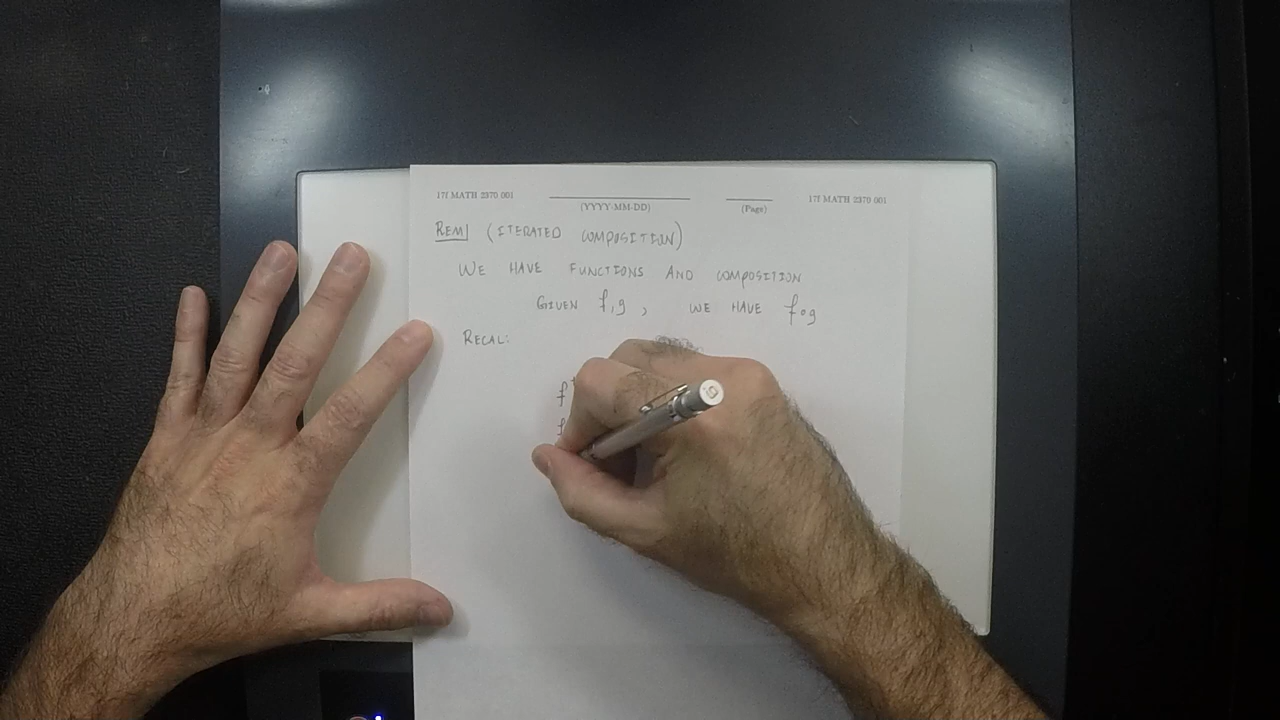 17f MATH 2370 001 (YYYY-MM-DD) (Page) 17f MATH 2370 001
REM (ITERATED COMPOSITION)
WE HAVE FUNCTIONS AND COMPOSITION
GIVEN f,g, WE HAVE f∘g
RECAL:
f
f